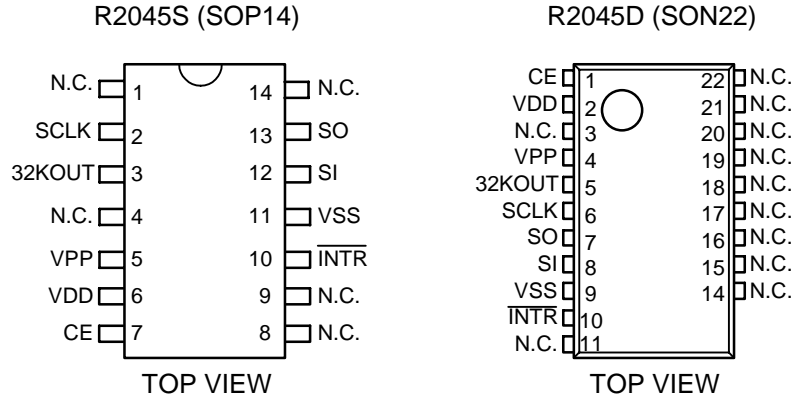 R2045S (SOP14)
N.C. 1 14 N.C.
SCLK 2 13 SO
32KOUT 3 12 SI
N.C. 4 11 VSS
VPP 5 10 INTR
VDD 6 9 N.C.
CE 7 8 N.C.
TOP VIEW
R2045D (SON22)
CE 1 22 N.C.
VDD 2 21 N.C.
N.C. 3 20 N.C.
VPP 4 19 N.C.
32KOUT 5 18 N.C.
SCLK 6 17 N.C.
SO 7 16 N.C.
SI 8 15 N.C.
VSS 9 14 N.C.
INTR 10
N.C. 11
TOP VIEW